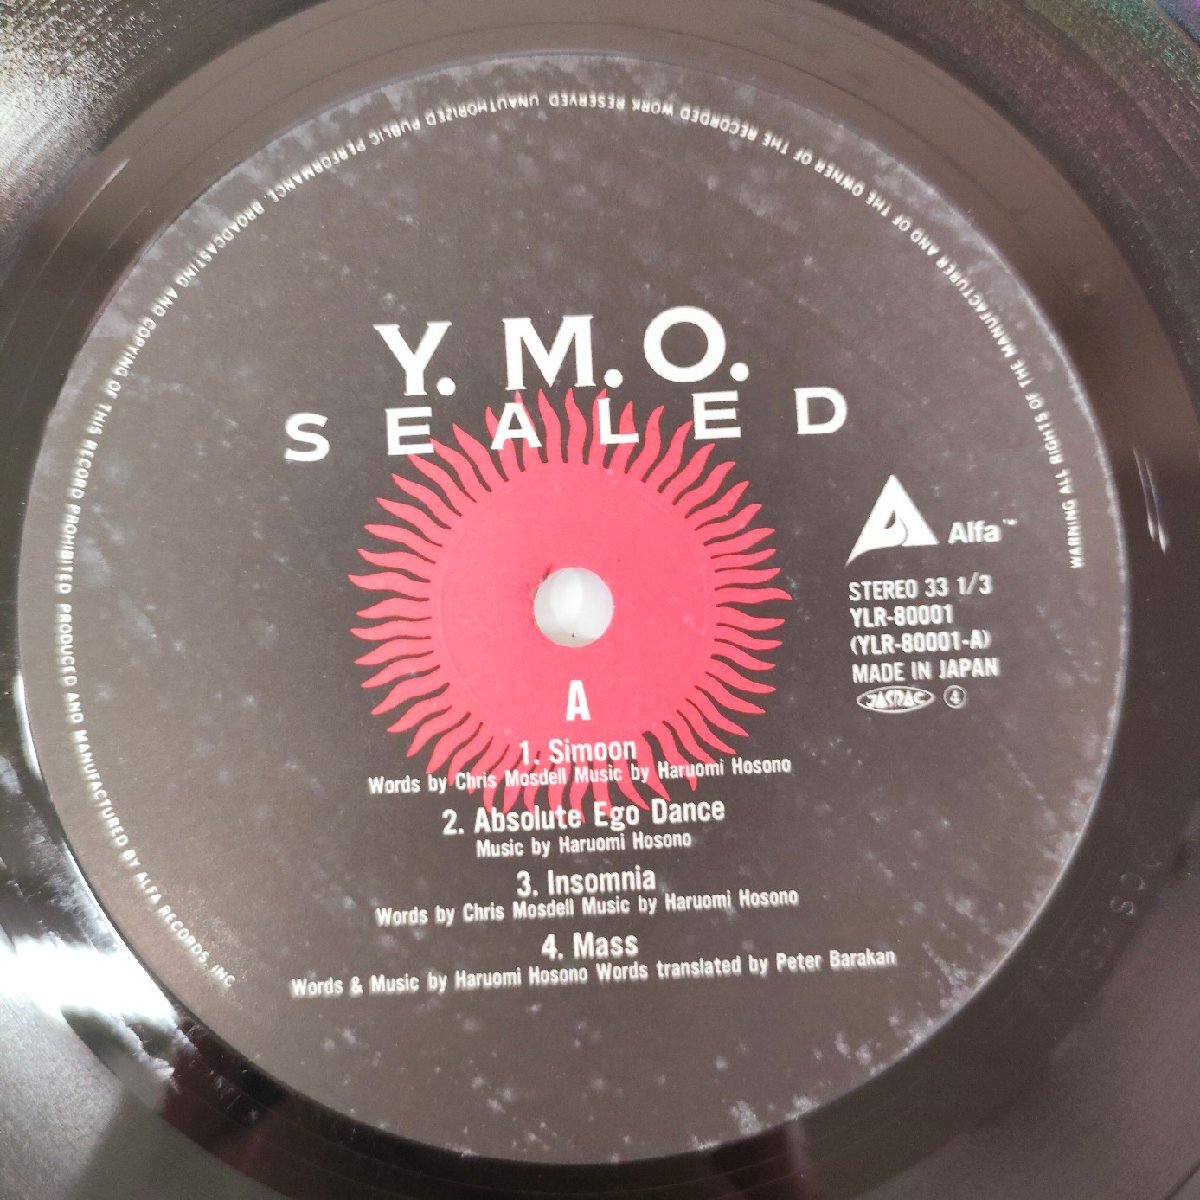 Y. M. O.
SEALED
Alfa™
STEREO 33 1/3
YLR-80001
(YLR-80001-A)
MADE IN JAPAN
JASRAC ④
A
1. Simoon
Words by Chris Mosdell Music by Haruomi Hosono
2. Absolute Ego Dance
Music by Haruomi Hosono
3. Insomnia
Words by Chris Mosdell Music by Haruomi Hosono
4. Mass
Words & Music by Haruomi Hosono Words translated by Peter Barakan
WARNING ALL RIGHTS OF THE MANUFACTURER AND OF THE OWNER OF THE RECORDED WORK RESERVED UNAUTHORIZED PUBLIC PERFORMANCE, BROADCASTING AND COPYING OF THIS RECORD PROHIBITED PRODUCED AND MANUFACTURED BY ALFA RECORDS, INC